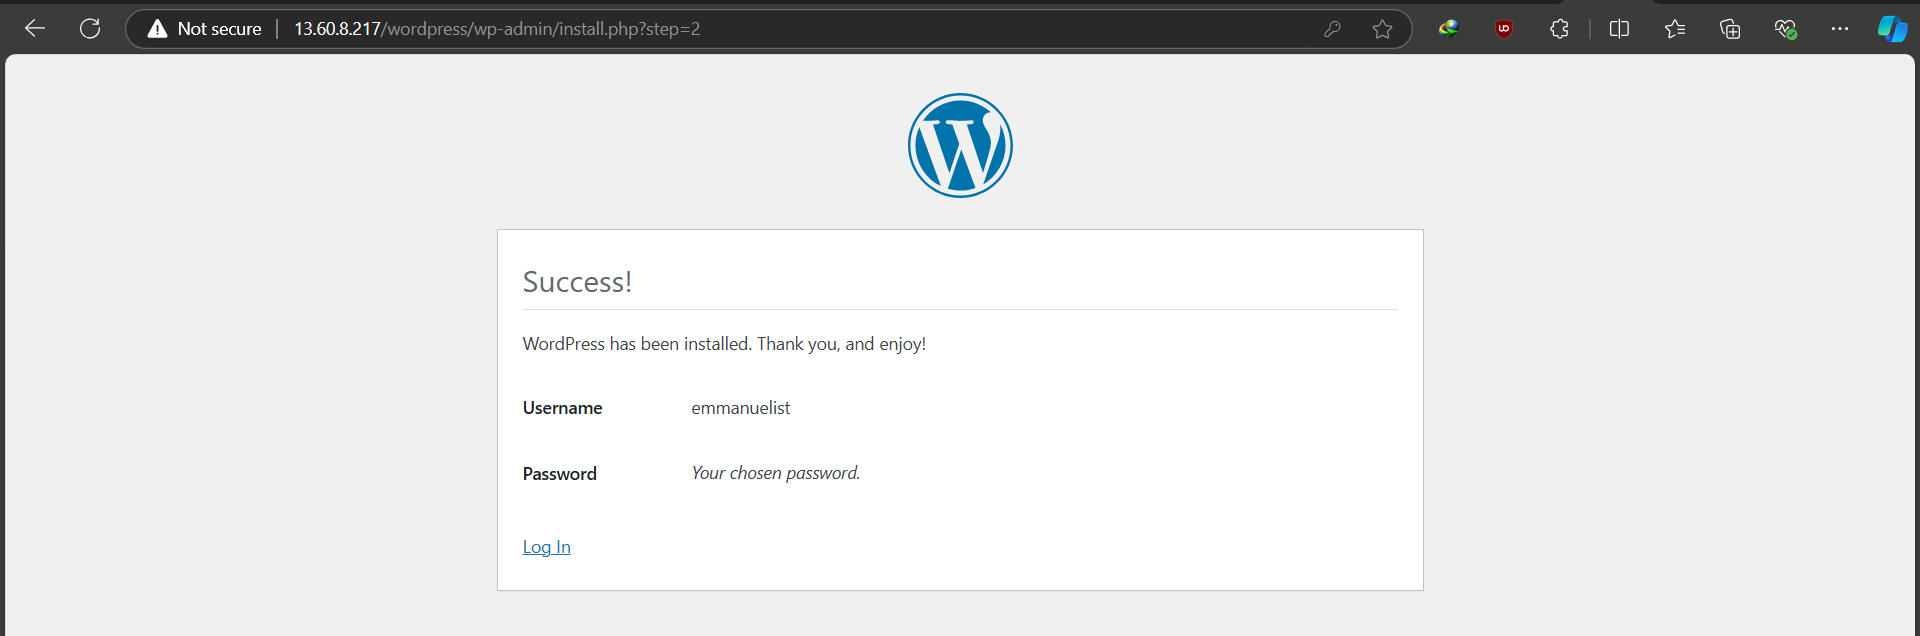 Not secure | 13.60.8.217/wordpress/wp-admin/install.php?step=2
Success!
WordPress has been installed. Thank you, and enjoy!
Username emmanuelist
Password Your chosen password.
Log In